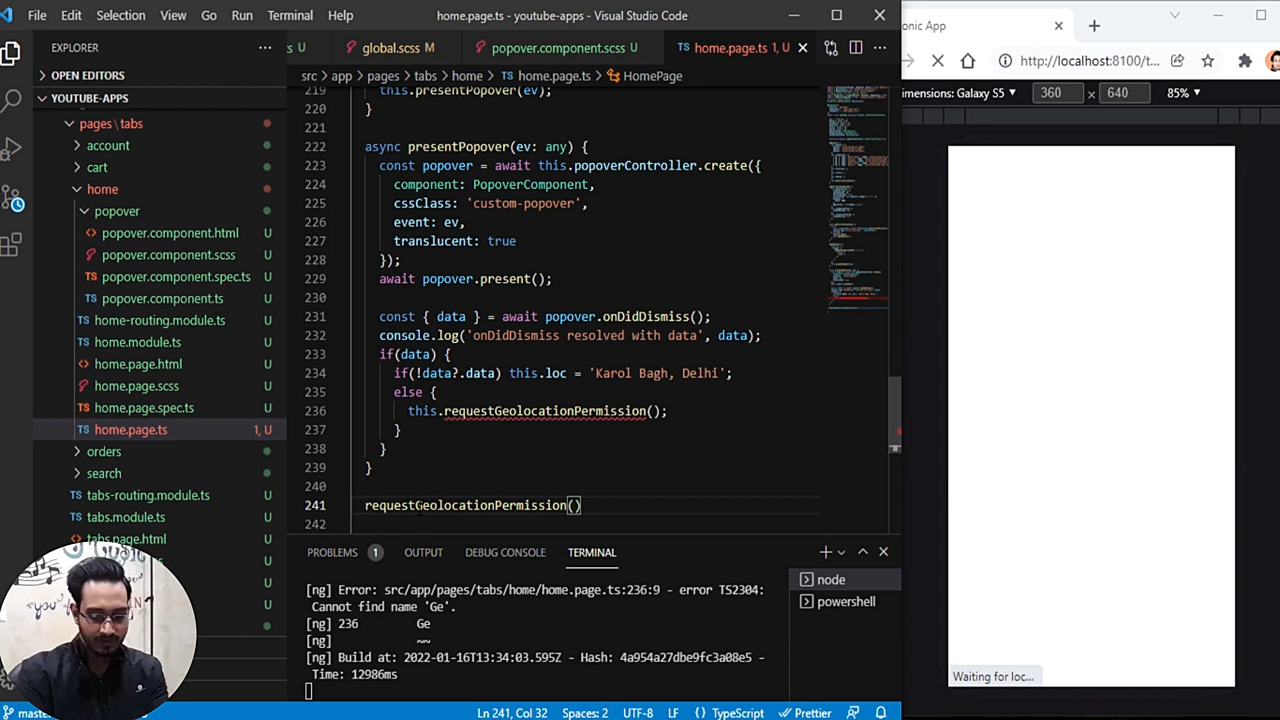 File Edit Selection View Go Run Terminal Help home.page.ts - youtube-apps - Visual Studio Code
onic App
ts U global.scss M popover.component.scss U home.page.ts 1, U
EXPLORER
http://localhost:8100/t...
OPEN EDITORS
src > app > pages > tabs > home > TS home.page.ts > HomePage
YOUTUBE-APPS
imensions: Galaxy S5 360 × 640 85%
pages \ tabs
account
cart
home
popover
popover.component.html U
popover.component.scss U
TS popover.component.spec.ts U
TS popover.component.ts U
TS home-routing.module.ts U
TS home.module.ts U
home.page.html U
home.page.scss U
TS home.page.spec.ts U
TS home.page.ts 1, U
orders
search
TS tabs-routing.module.ts U
TS tabs.module.ts U
tabs.page.html U
U
U
U
219 this.presentPopover(ev);
220 }
221
222 async presentPopover(ev: any) {
223 const popover = await this.popoverController.create({
224 component: PopoverComponent,
225 cssClass: 'custom-popover',
226 event: ev,
227 translucent: true
228 });
229 await popover.present();
230
231 const { data } = await popover.onDidDismiss();
232 console.log('onDidDismiss resolved with data', data);
233 if(data) {
234 if(!data?.data) this.loc = 'Karol Bagh, Delhi';
235 else {
236 this.requestGeolocationPermission();
237 }
238 }
239 }
240
241 requestGeolocationPermission()
242
PROBLEMS 1 OUTPUT DEBUG CONSOLE TERMINAL
[ng] Error: src/app/pages/tabs/home/home.page.ts:236:9 - error TS2304:
Cannot find name 'Ge'.
[ng] 236 Ge
[ng] ~~
[ng] Build at: 2022-01-16T13:34:03.595Z - Hash: 4a954a27dbe9fc3a08e5 -
Time: 12986ms
node
powershell
Waiting for loc...
master Ln 241, Col 32 Spaces: 2 UTF-8 LF {} TypeScript Prettier